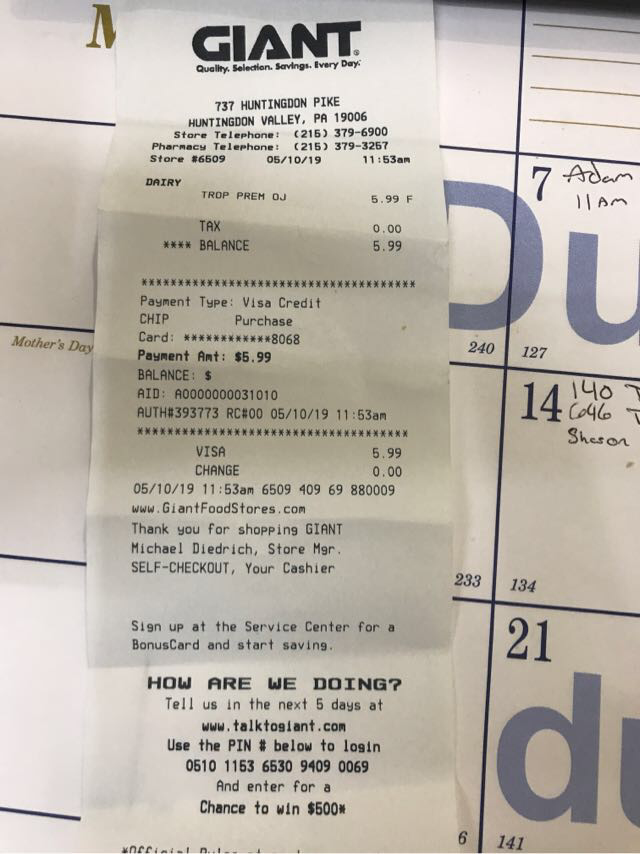 GIANT®
Quality. Selection. Savings. Every Day.
737 HUNTINGDON PIKE
HUNTINGDON VALLEY, PA 19006
Store Telephone: (215) 379-6900
Pharmacy Telephone: (215) 379-3257
Store #6509 05/10/19 11:53am
DAIRY
TROP PREM OJ 5.99 F
TAX 0.00
**** BALANCE 5.99
**************************************
Payment Type: Visa Credit
CHIP Purchase
Card: ************8068
Payment Amt: $5.99
BALANCE: $
AID: A0000000031010
AUTH#393773 RC#00 05/10/19 11:53am
**************************************
VISA 5.99
CHANGE 0.00
05/10/19 11:53am 6509 409 69 880009
www.GiantFoodStores.com
Thank you for shopping GIANT
Michael Diedrich, Store Mgr.
SELF-CHECKOUT, Your Cashier
Sign up at the Service Center for a
BonusCard and start saving.
HOW ARE WE DOING?
Tell us in the next 5 days at
www.talktogiant.com
Use the PIN # below to login
0510 1153 6530 9409 0069
And enter for a
Chance to win $500*
M
Mother's Day
Du
7 Adam
11 AM
240 127
14 140
233 134
21
du
6 141